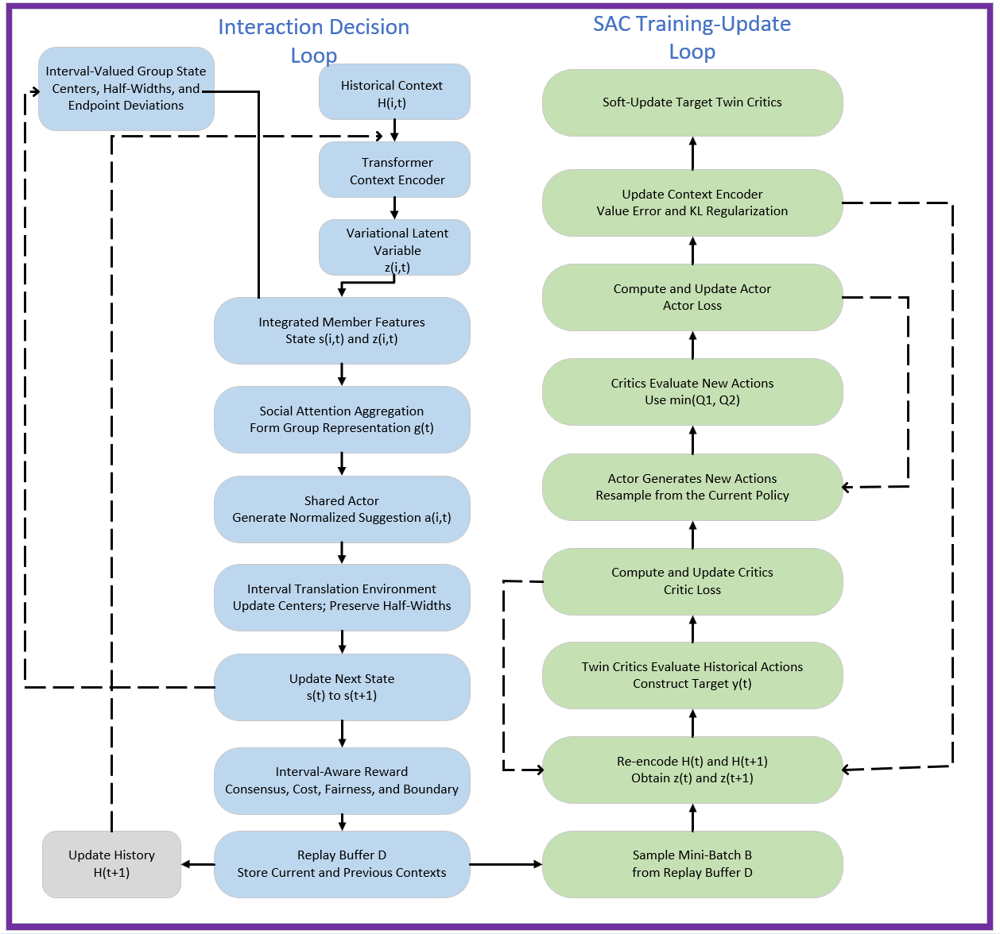 Interaction Decision
Loop
Interval-Valued Group State
Centers, Half-Widths, and
Endpoint Deviations
Historical Context
H(i,t)
Transformer
Context Encoder
Variational Latent
Variable
z(i,t)
Integrated Member Features
State s(i,t) and z(i,t)
Social Attention Aggregation
Form Group Representation g(t)
Shared Actor
Generate Normalized Suggestion a(i,t)
Interval Translation Environment
Update Centers; Preserve Half-Widths
Update Next State
s(t) to s(t+1)
Interval-Aware Reward
Consensus, Cost, Fairness, and Boundary
Replay Buffer D
Store Current and Previous Contexts
Update History
H(t+1)
SAC Training-Update
Loop
Soft-Update Target Twin Critics
Update Context Encoder
Value Error and KL Regularization
Compute and Update Actor
Actor Loss
Critics Evaluate New Actions
Use min(Q1, Q2)
Actor Generates New Actions
Resample from the Current Policy
Compute and Update Critics
Critic Loss
Twin Critics Evaluate Historical Actions
Construct Target y(t)
Re-encode H(t) and H(t+1)
Obtain z(t) and z(t+1)
Sample Mini-Batch B
from Replay Buffer D